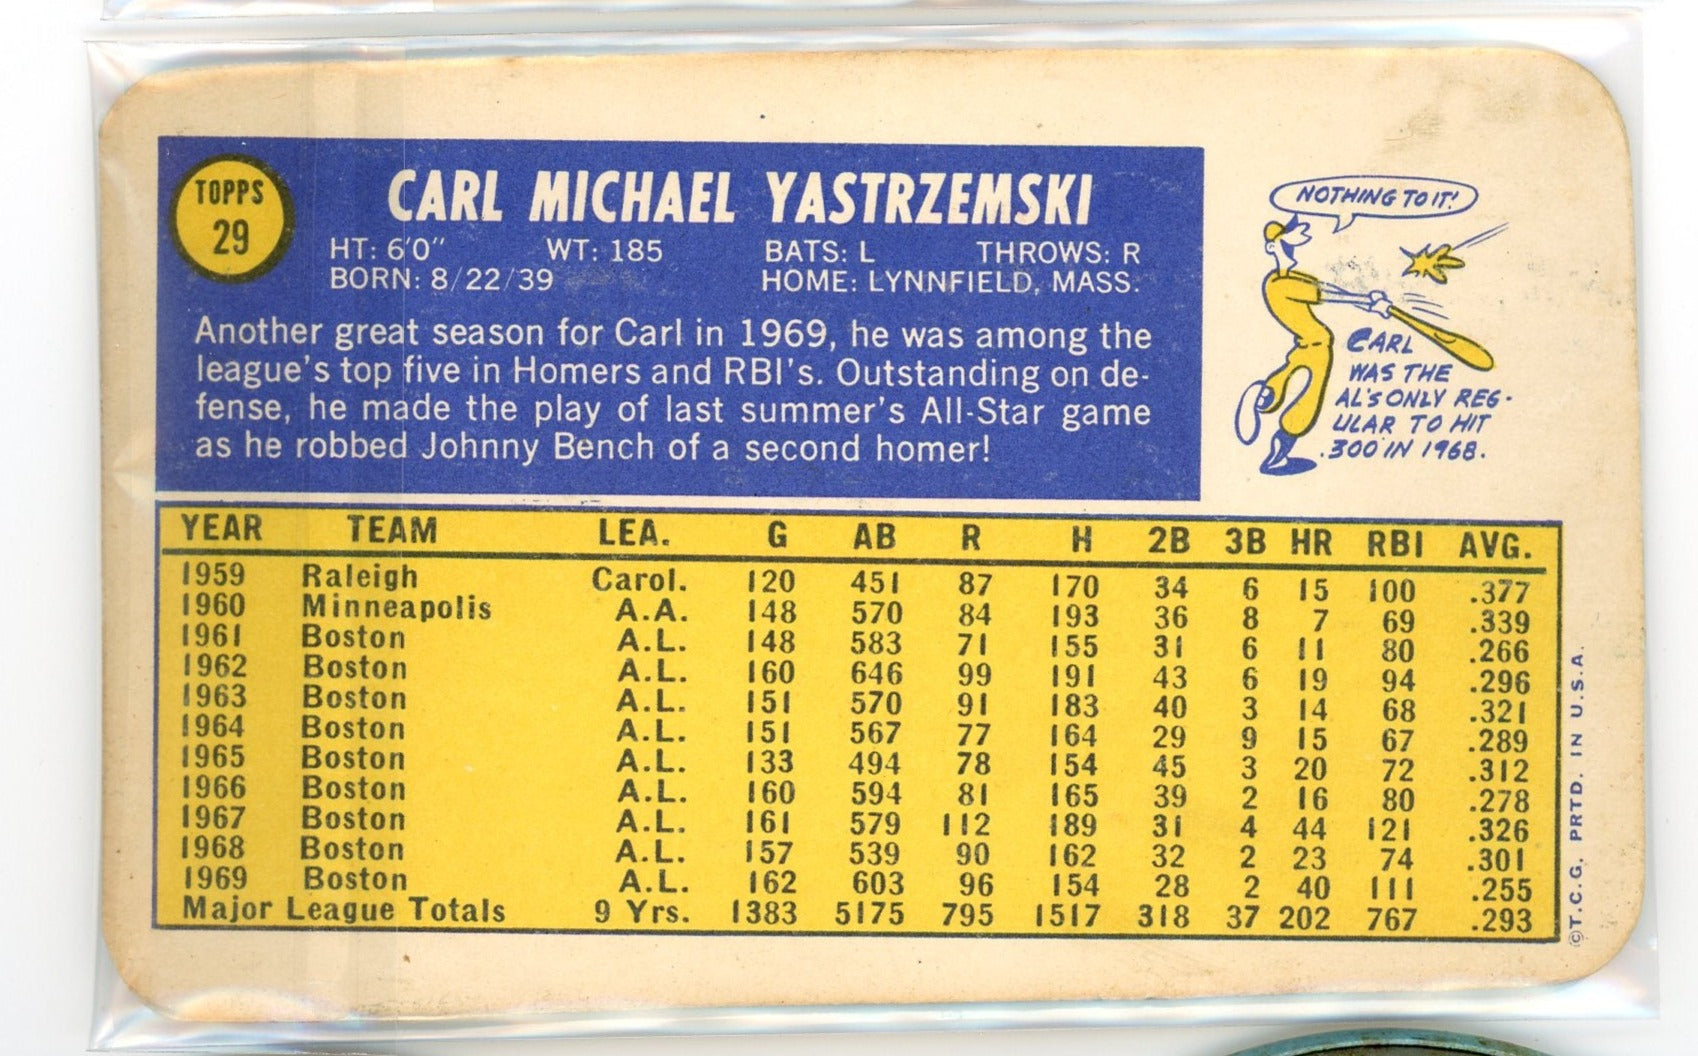 TOPPS
29
CARL MICHAEL YASTRZEMSKI
HT: 6'0" WT: 185 BATS: L THROWS: R
BORN: 8/22/39 HOME: LYNNFIELD, MASS.
Another great season for Carl in 1969, he was among the
league's top five in Homers and RBI's. Outstanding on de-
fense, he made the play of last summer's All-Star game
as he robbed Johnny Bench of a second homer!
NOTHING TO IT!
CARL
WAS THE
AL'S ONLY REG-
ULAR TO HIT
.300 IN 1968.
YEAR TEAM LEA. G AB R H 2B 3B HR RBI AVG.
1959 Raleigh Carol. 120 451 87 170 34 6 15 100 .377
1960 Minneapolis A.A. 148 570 84 193 36 8 7 69 .339
1961 Boston A.L. 148 583 71 155 31 6 11 80 .266
1962 Boston A.L. 160 646 99 191 43 6 19 94 .296
1963 Boston A.L. 151 570 91 183 40 3 14 68 .321
1964 Boston A.L. 151 567 77 164 29 9 15 67 .289
1965 Boston A.L. 133 494 78 154 45 3 20 72 .312
1966 Boston A.L. 160 594 81 165 39 2 16 80 .278
1967 Boston A.L. 161 579 112 189 31 4 44 121 .326
1968 Boston A.L. 157 539 90 162 32 2 23 74 .301
1969 Boston A.L. 162 603 96 154 28 2 40 111 .255
Major League Totals 9 Yrs. 1383 5175 795 1517 318 37 202 767 .293
©T.C.G. PRTD. IN U.S.A.